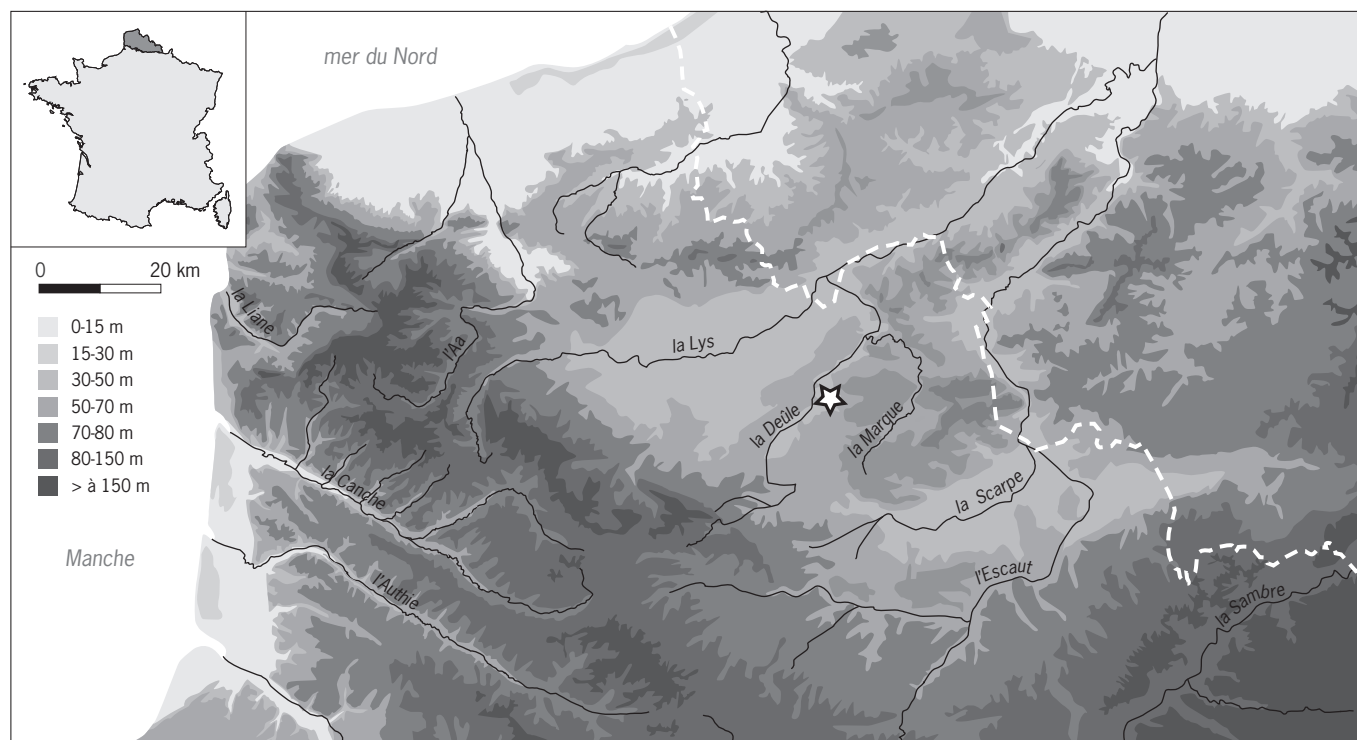 mer du Nord
0 20 km
0-15 m
15-30 m
30-50 m
50-70 m
70-80 m
80-150 m
> à 150 m
la Liane
l'Aa
la Lys
la Deûle
la Marque
la Canche
la Scarpe
Manche
l'Authie
l'Escaut
la Sambre